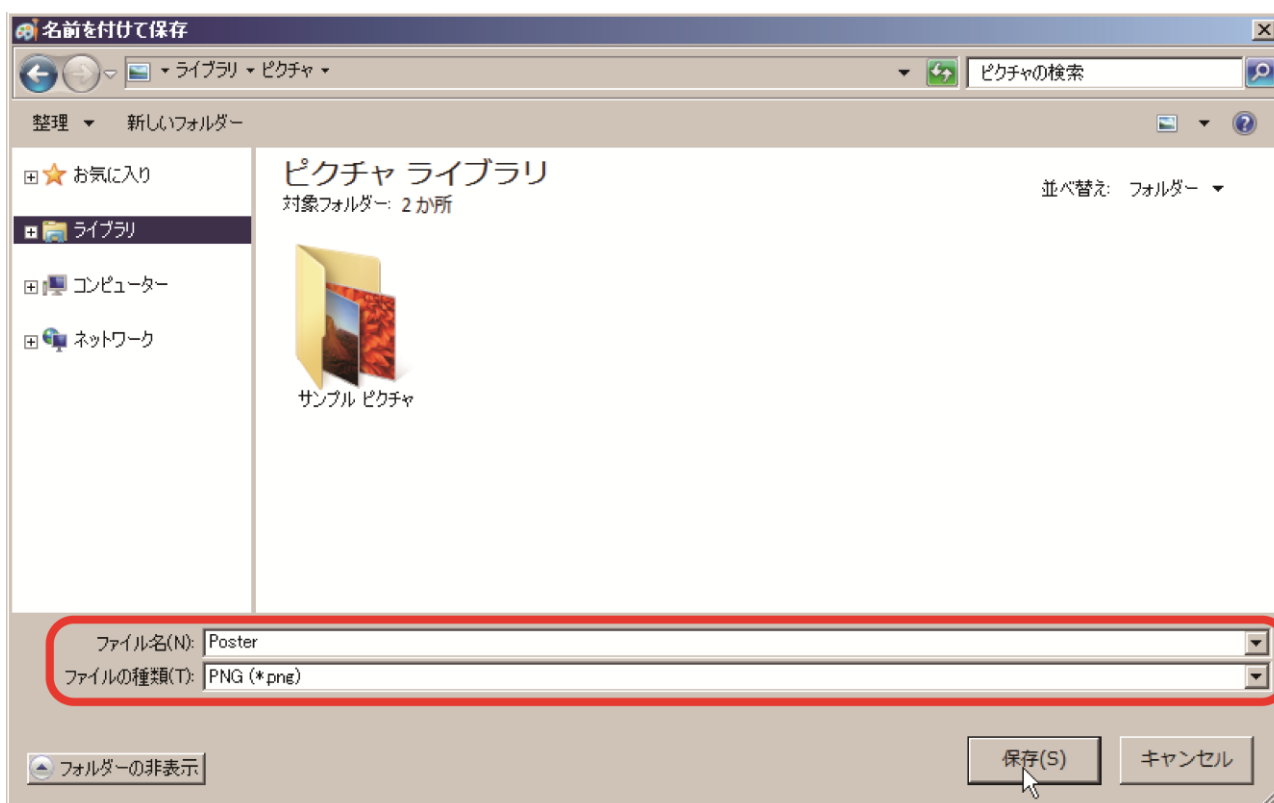 名前を付けて保存
ライブラリ ピクチャ
ピクチャの検索
整理 新しいフォルダー
お気に入り
ライブラリ
コンピューター
ネットワーク
ピクチャ ライブラリ
対象フォルダー: 2 か所
並べ替え: フォルダー
サンプル ピクチャ
ファイル名(N): Poster
ファイルの種類(T): PNG (*png)
フォルダーの非表示
保存(S) キャンセル